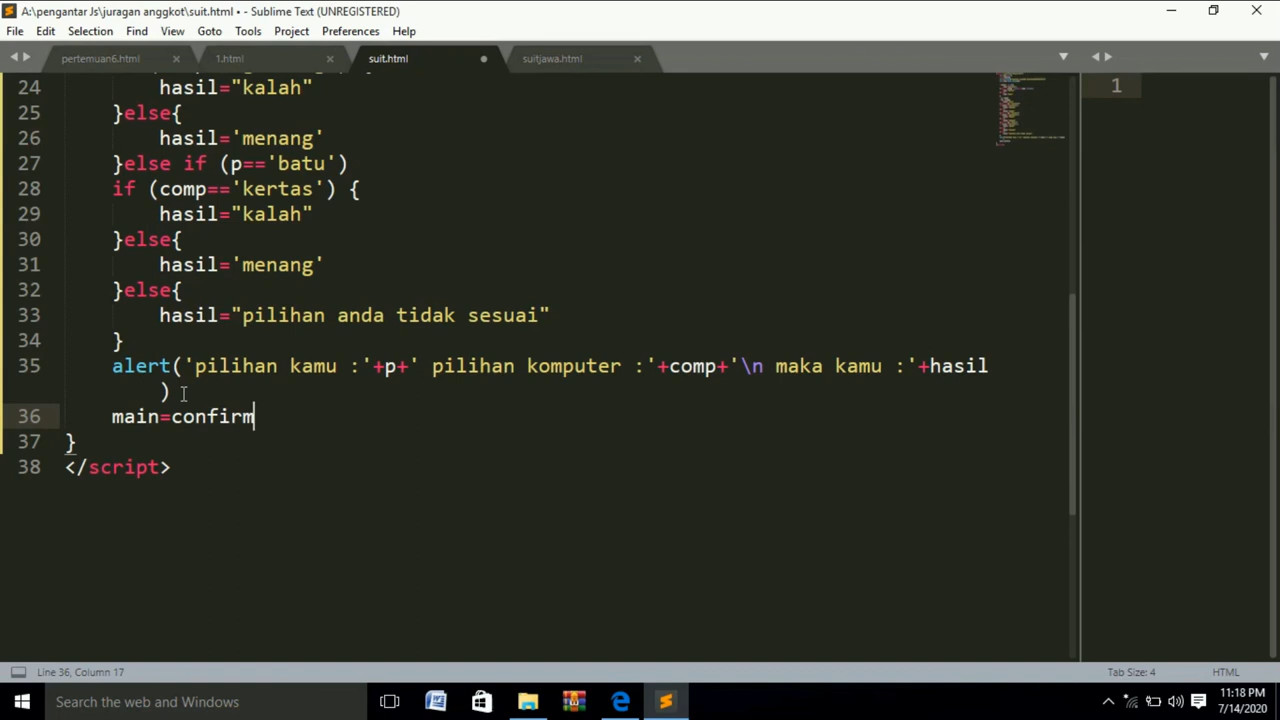 A:\pengantar Js\juragan anggkot\suit.html • - Sublime Text (UNREGISTERED)
File Edit Selection Find View Goto Tools Project Preferences Help
pertemuan6.html 1.html suit.html suitjawa.html
24 hasil="kalah"
25 }else{
26 hasil='menang'
27 }else if (p=='batu')
28 if (comp=='kertas') {
29 hasil="kalah"
30 }else{
31 hasil='menang'
32 }else{
33 hasil="pilihan anda tidak sesuai"
34 }
35 alert('pilihan kamu :'+p+' pilihan komputer :'+comp+'\n maka kamu :'+hasil
)
36 main=confirm
37 }
38 </script>
1
Line 36, Column 17 Tab Size: 4 HTML
Search the web and Windows
11:18 PM
7/14/2020